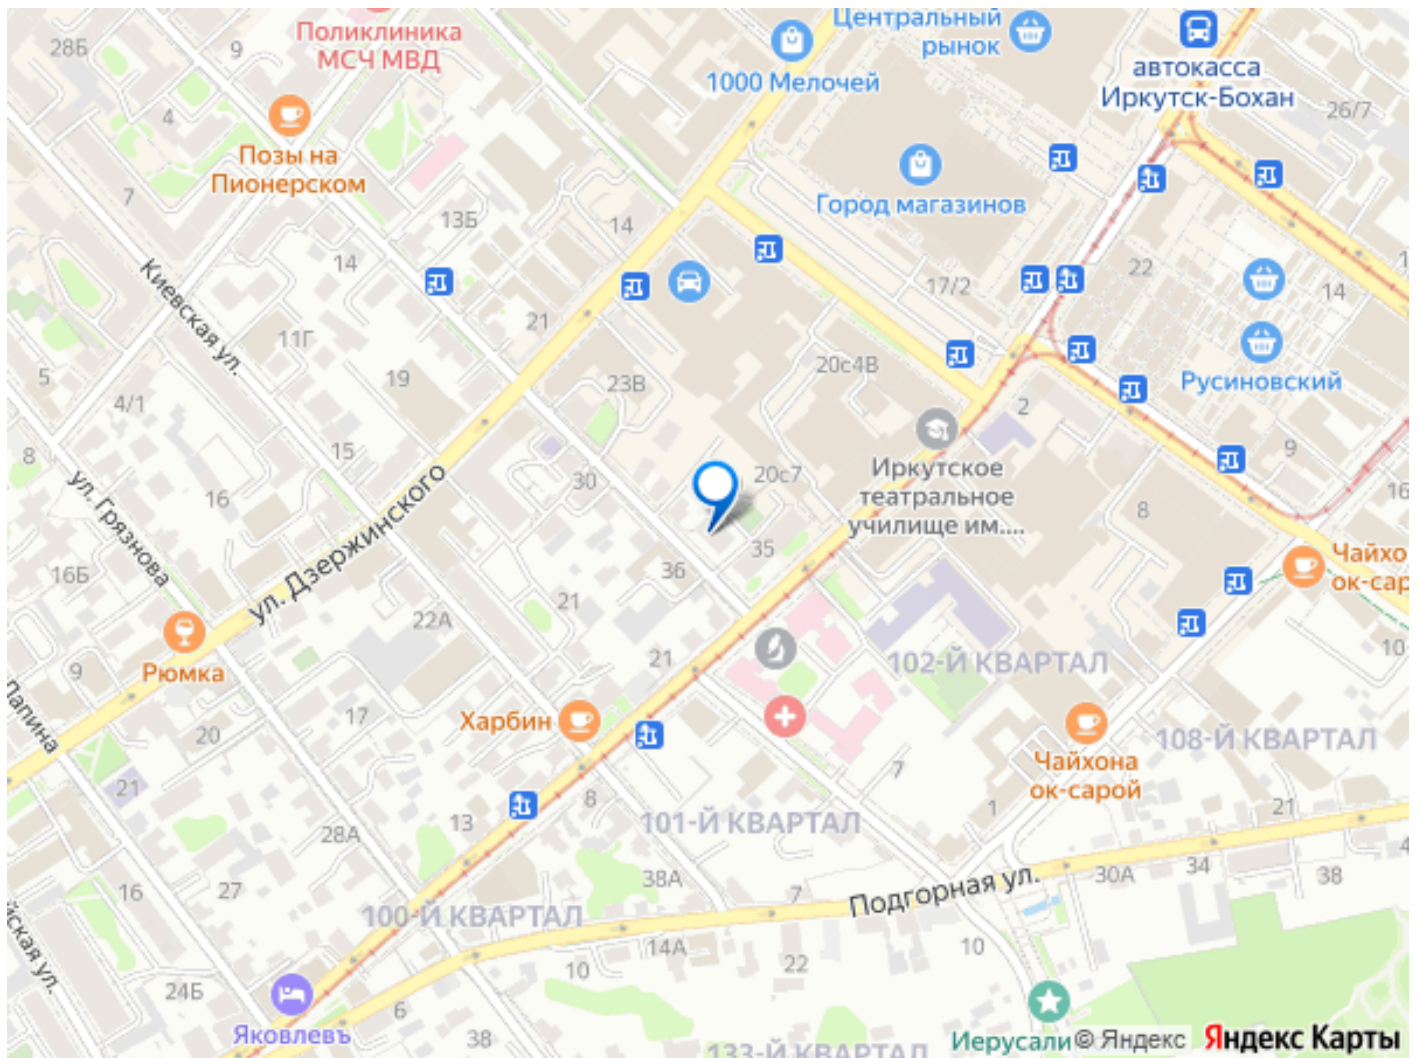 Центральный
рынок
Поликлиника
МСЧ МВД
28Б
9
1000 Мелочей
автокасса
Иркутск-Бохан
26/7
4
Позы на
Пионерском
7
13Б
14
Город магазинов
14
17/2
22
14
Киевская ул.
21
11Г
20с4В
5
19
23В
Русиновский
4/1
2
15
9
8
Иркутское
театральное
училище им....
20с7
30
16
16
8
ул. Грязнова
ул. Дзержинского
35
Чайхо
ок-сар
16Б
36
21
22А
10
9
Рюмка
21
102-Й КВАРТАЛ
Лапина
17
Харбин
20
108-Й КВАРТАЛ
Чайхона
ок-сарой
7
21
8
1
21
13
101-Й КВАРТАЛ
28А
4
34
30А
38
38А
16
27
7
Подгорная ул.
100-Й КВАРТАЛ
14А
10
22
10
йская ул.
24Б
6
Яковлевъ
38
133-Й КВАРТАЛ
Иерусали
© Яндекс
Яндекс Карты